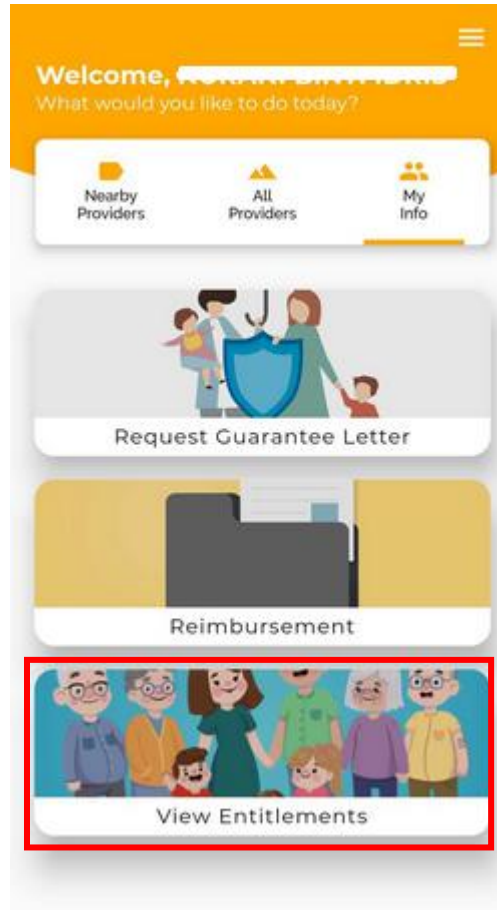 Welcome,
What would you like to do today?
Nearby
Providers
All
Providers
My
Info
Request Guarantee Letter
Reimbursement
View Entitlements